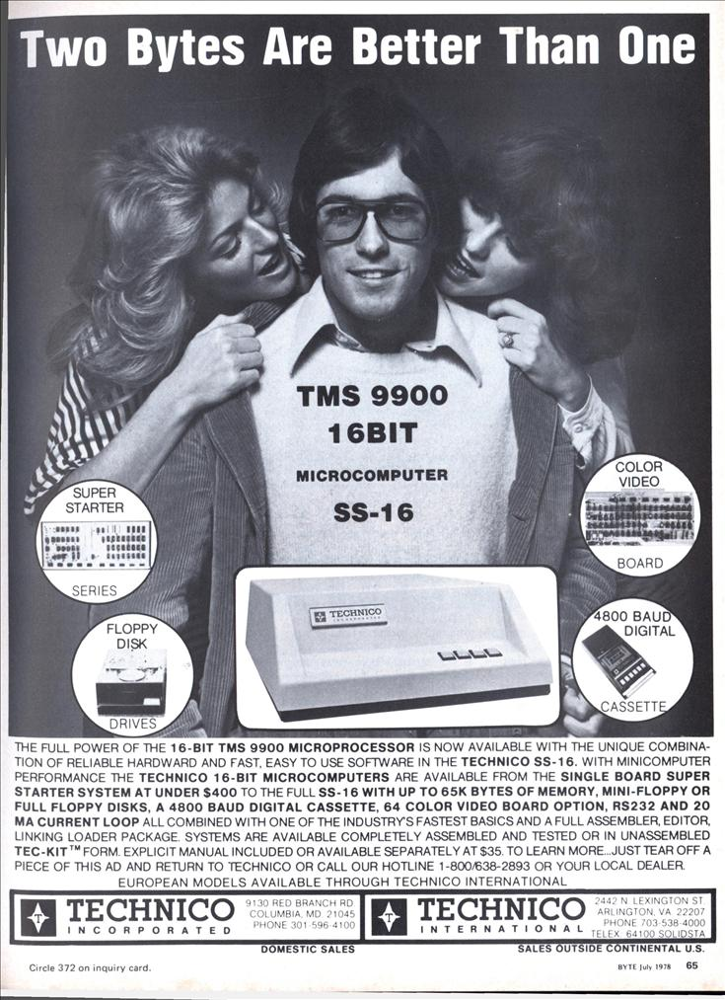 Two Bytes Are Better Than One
TMS 9900
16BIT
MICROCOMPUTER
SS-16
SUPER
STARTER
SERIES
COLOR
VIDEO
BOARD
FLOPPY
DISK
DRIVES
TECHNICO
INCORPORATED
4800 BAUD
DIGITAL
CASSETTE
THE FULL POWER OF THE 16-BIT TMS 9900 MICROPROCESSOR IS NOW AVAILABLE WITH THE UNIQUE COMBINA-
TION OF RELIABLE HARDWARD AND FAST, EASY TO USE SOFTWARE IN THE TECHNICO SS-16. WITH MINICOMPUTER
PERFORMANCE THE TECHNICO 16-BIT MICROCOMPUTERS ARE AVAILABLE FROM THE SINGLE BOARD SUPER
STARTER SYSTEM AT UNDER $400 TO THE FULL SS-16 WITH UP TO 65K BYTES OF MEMORY, MINI-FLOPPY OR
FULL FLOPPY DISKS, A 4800 BAUD DIGITAL CASSETTE, 64 COLOR VIDEO BOARD OPTION, RS232 AND 20
MA CURRENT LOOP ALL COMBINED WITH ONE OF THE INDUSTRY'S FASTEST BASICS AND A FULL ASSEMBLER, EDITOR,
LINKING LOADER PACKAGE. SYSTEMS ARE AVAILABLE COMPLETELY ASSEMBLED AND TESTED OR IN UNASSEMBLED
TEC-KIT™ FORM. EXPLICIT MANUAL INCLUDED OR AVAILABLE SEPARATELY AT $35. TO LEARN MORE...JUST TEAR OFF A
PIECE OF THIS AD AND RETURN TO TECHNICO OR CALL OUR HOTLINE 1-800/638-2893 OR YOUR LOCAL DEALER.
EUROPEAN MODELS AVAILABLE THROUGH TECHNICO INTERNATIONAL
TECHNICO
INCORPORATED
9130 RED BRANCH RD.
COLUMBIA, MD. 21045
PHONE 301-596-4100
TECHNICO
INTERNATIONAL
2442 N. LEXINGTON ST.
ARLINGTON, VA 22207
PHONE 703-538-4000
TELEX 64100 SOLIDSTA
DOMESTIC SALES
SALES OUTSIDE CONTINENTAL U.S.
Circle 372 on inquiry card.
BYTE July 1978 65